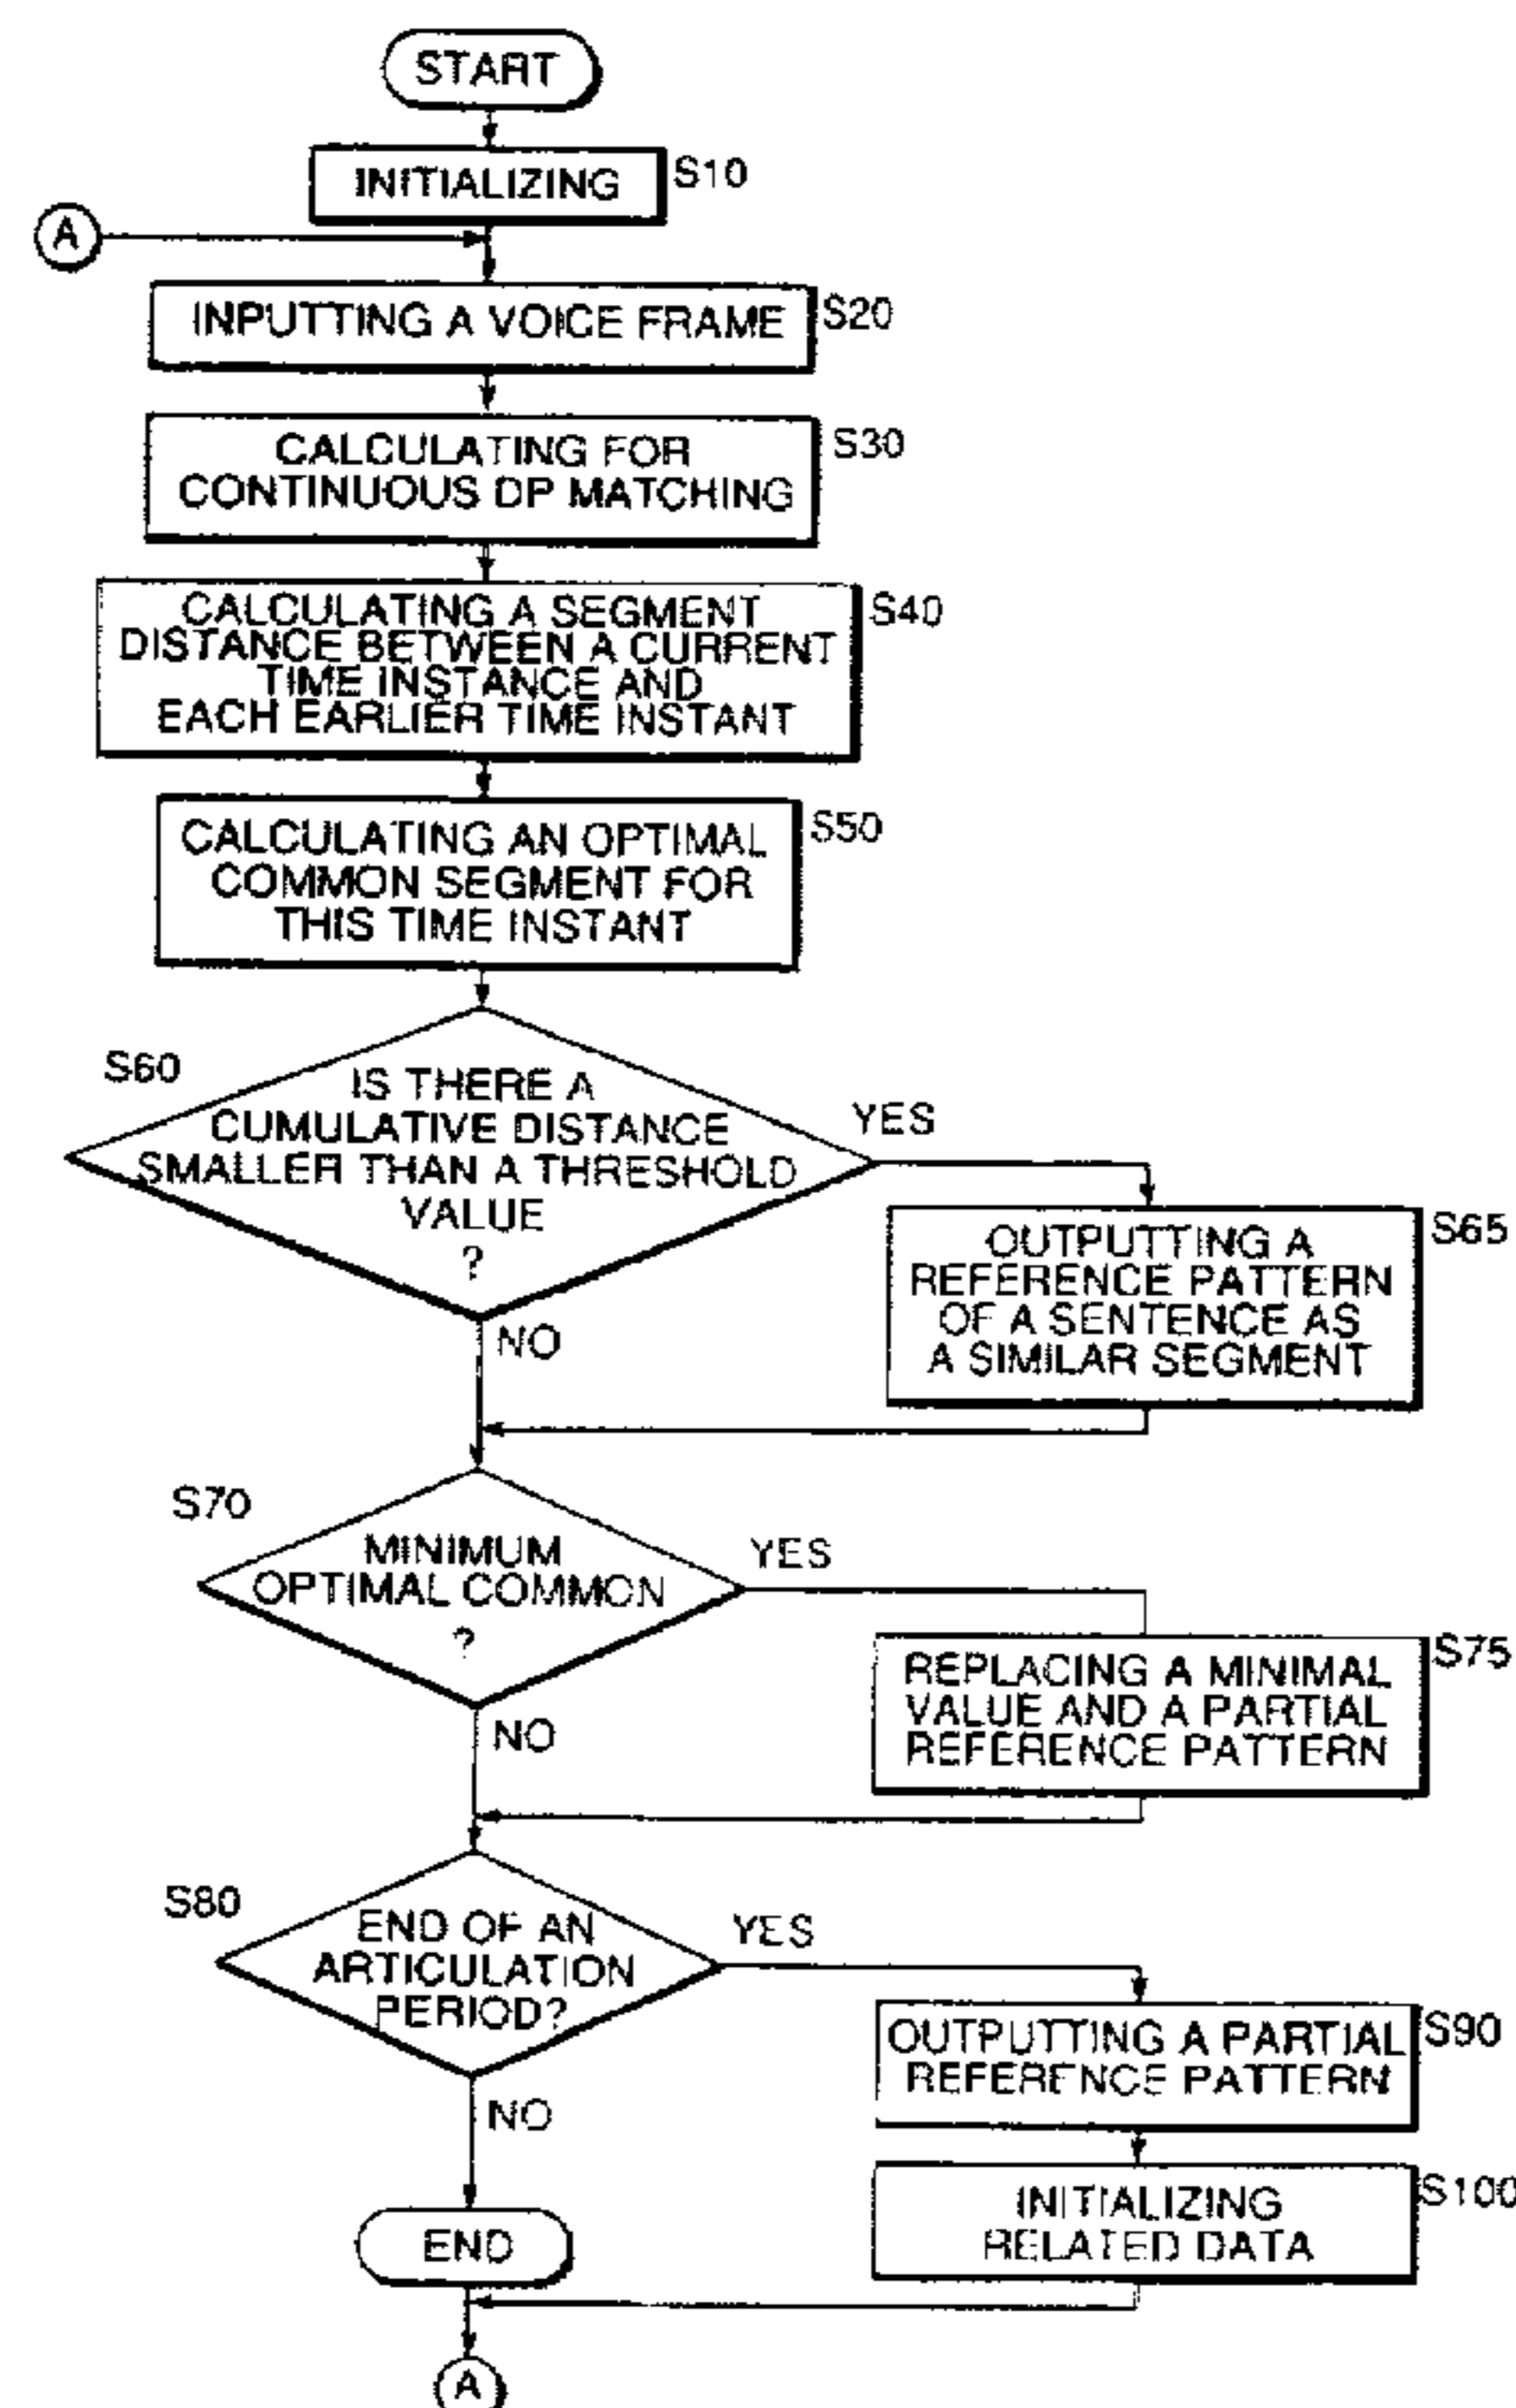 START
INITIALIZING
S10
A
INPUTTING A VOICE FRAME
S20
CALCULATING FOR
CONTINUOUS DP MATCHING
S30
CALCULATING A SEGMENT
DISTANCE BETWEEN A CURRENT
TIME INSTANCE AND
EACH EARLIER TIME INSTANT
S40
CALCULATING AN OPTIMAL
COMMON SEGMENT FOR
THIS TIME INSTANT
S50
S60
IS THERE A
CUMULATIVE DISTANCE
SMALLER THAN A THRESHOLD
VALUE
?
YES
NO
OUTPUTTING A
REFERENCE PATTERN
OF A SENTENCE AS
A SIMILAR SEGMENT
S65
S70
MINIMUM
OPTIMAL COMMON
?
YES
NO
REPLACING A MINIMAL
VALUE AND A PARTIAL
REFERENCE PATTERN
S75
S80
END OF AN
ARTICULATION
PERIOD?
YES
NO
OUTPUTTING A PARTIAL
REFERENCE PATTERN
S90
INITIALIZING
RELATED DATA
S100
END
A